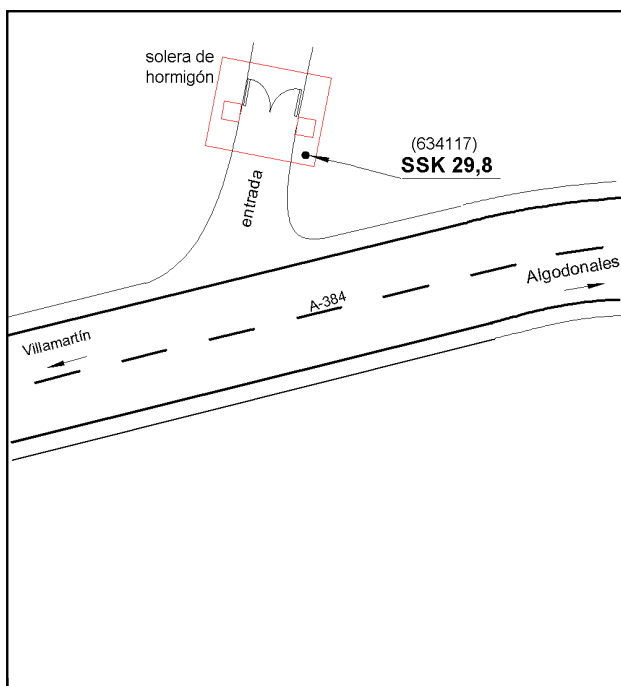 solera de
hormigón
(634117)
SSK 29,8
entrada
Algodonales
A-384
Villamartín